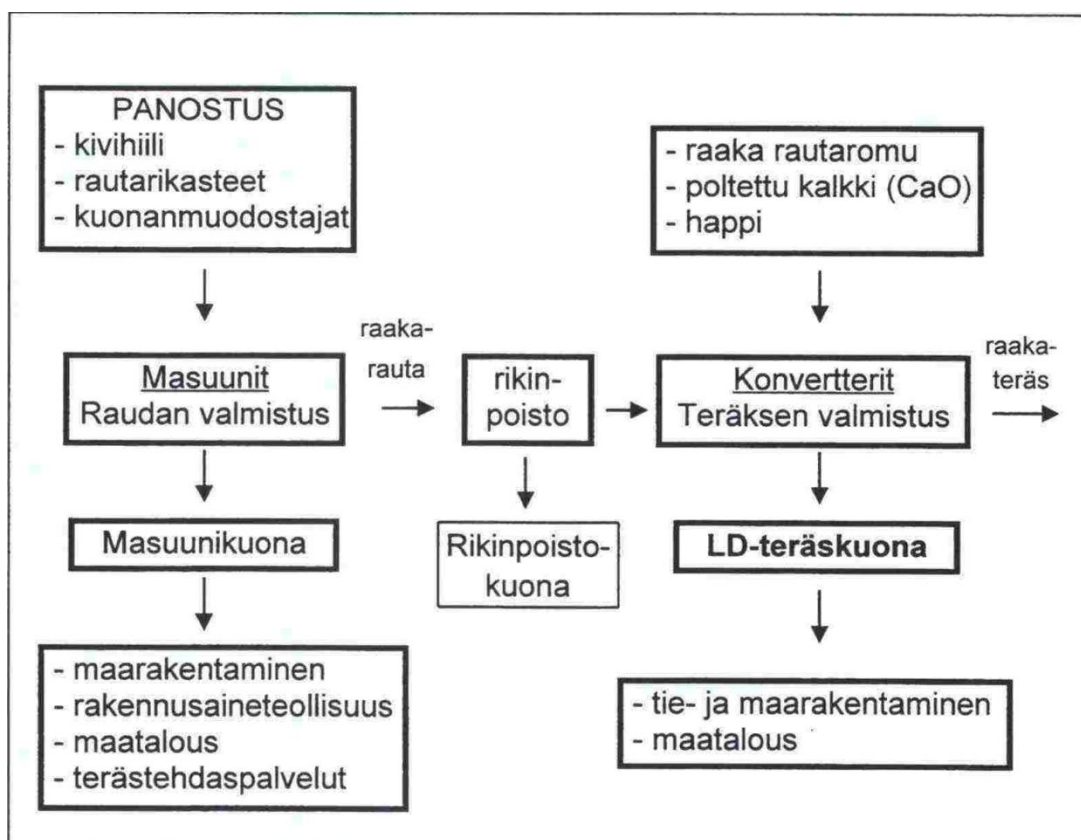 PANOSTUS
- kivihiili
- rautarikasteet
- kuonanmuodostajat
- raaka rautaromu
- poltettu kalkki (CaO)
- happi
Masuunit
Raudan valmistus
raaka-
rauta
rikin-
poisto
Konvertterit
Teräksen valmistus
raaka-
teräs
Masuunikuona
Rikinpoisto-
kuona
LD-teräskuona
- maarakentaminen
- rakennusaineteollisuus
- maatalous
- terästehdaspalvelut
- tie- ja maarakentaminen
- maatalous